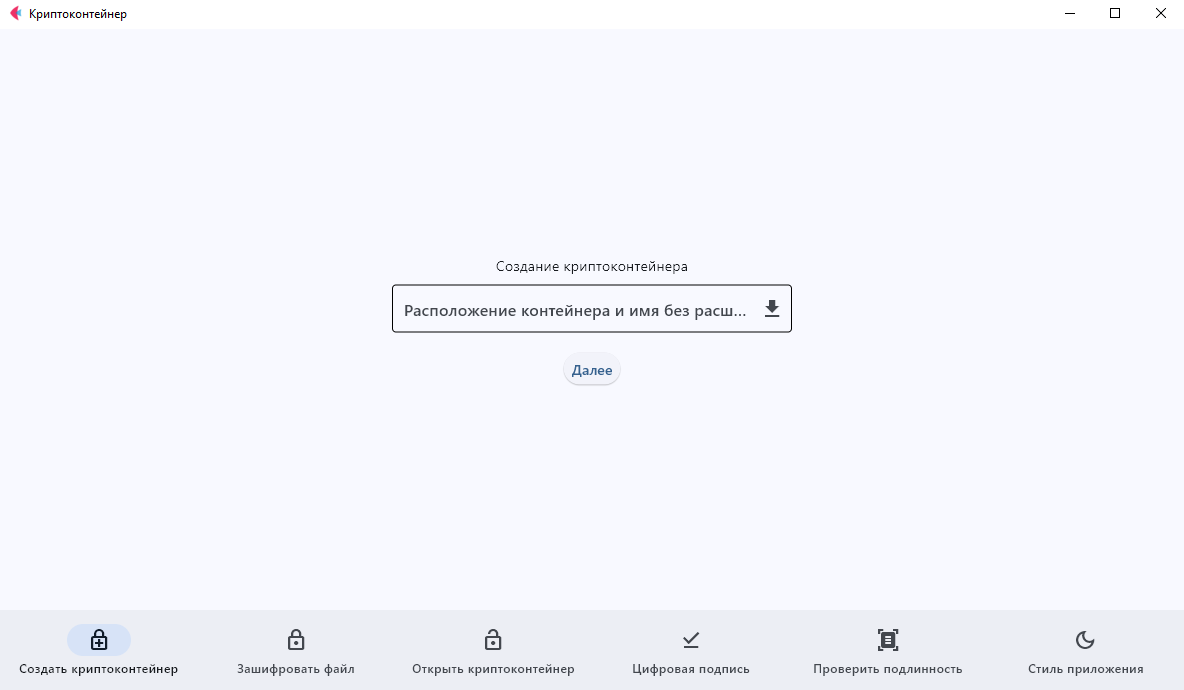 Криптоконтейнер
Создание криптоконтейнера
Расположение контейнера и имя без расш...
Далее
Создать криптоконтейнер
Зашифровать файл
Открыть криптоконтейнер
Цифровая подпись
Проверить подлинность
Стиль приложения